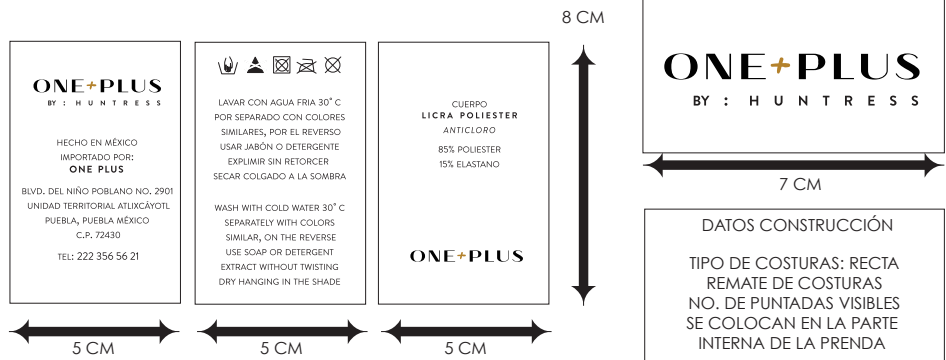 ONE+PLUS
BY : HUNTRESS
HECHO EN MÉXICO
IMPORTADO POR:
ONE PLUS
BLVD. DEL NIÑO POBLANO NO. 2901
UNIDAD TERRITORIAL ATLIXCÁYOTL
PUEBLA, PUEBLA MÉXICO
C.P. 72430
TEL: 222 356 56 21
5 CM
LAVAR CON AGUA FRIA 30° C
POR SEPARADO CON COLORES
SIMILARES, POR EL REVERSO
USAR JABÓN O DETERGENTE
EXPLIMIR SIN RETORCER
SECAR COLGADO A LA SOMBRA
WASH WITH COLD WATER 30° C
SEPARATELY WITH COLORS
SIMILAR, ON THE REVERSE
USE SOAP OR DETERGENT
EXTRACT WITHOUT TWISTING
DRY HANGING IN THE SHADE
5 CM
CUERPO
LICRA POLIESTER
ANTICLORO
85% POLIESTER
15% ELASTANO
ONE+PLUS
5 CM
8 CM
ONE+PLUS
BY : HUNTRESS
7 CM
DATOS CONSTRUCCIÓN
TIPO DE COSTURAS: RECTA
REMATE DE COSTURAS
NO. DE PUNTADAS VISIBLES
SE COLOCAN EN LA PARTE
INTERNA DE LA PRENDA